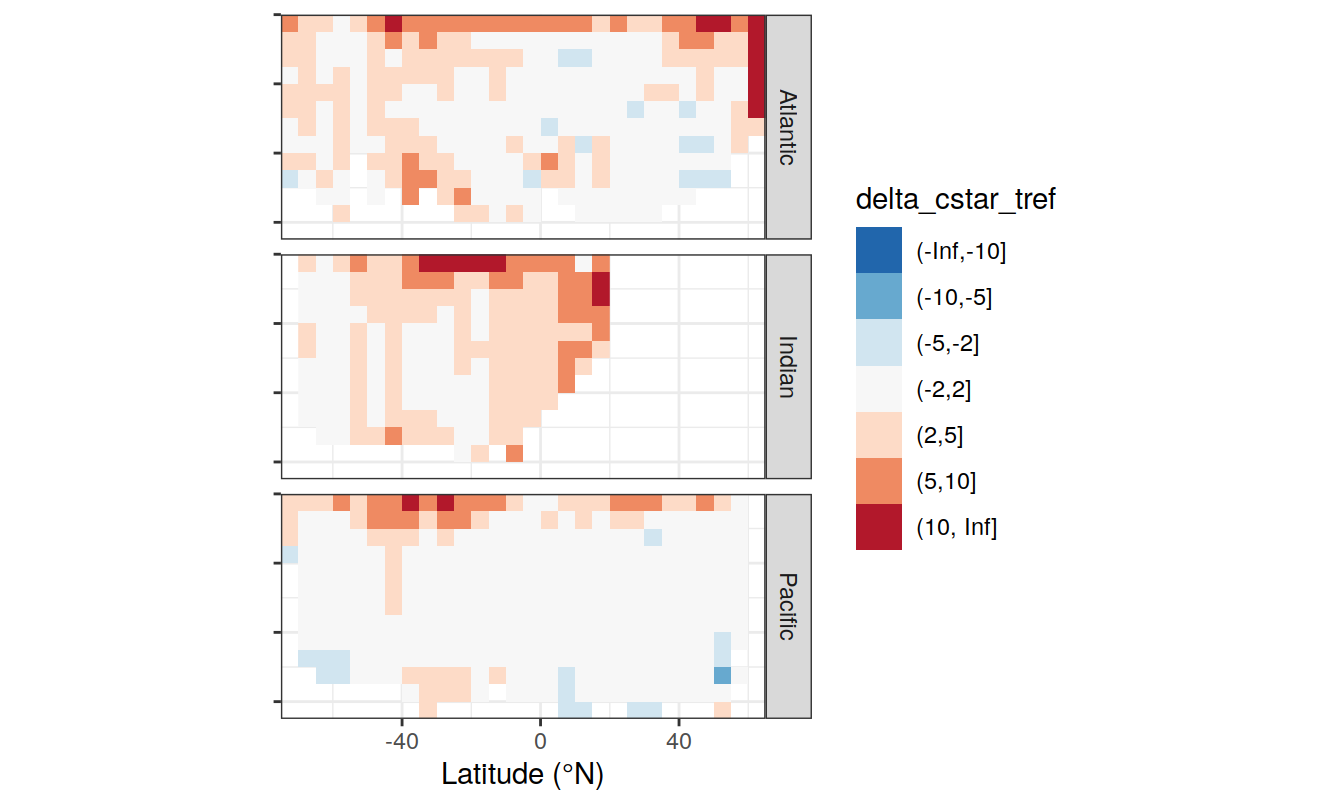 Atlantic
Indian
Pacific
-40 0 40
Latitude (°N)
delta_cstar_tref
(-Inf,-10]
(-10,-5]
(-5,-2]
(-2,2]
(2,5]
(5,10]
(10, Inf]